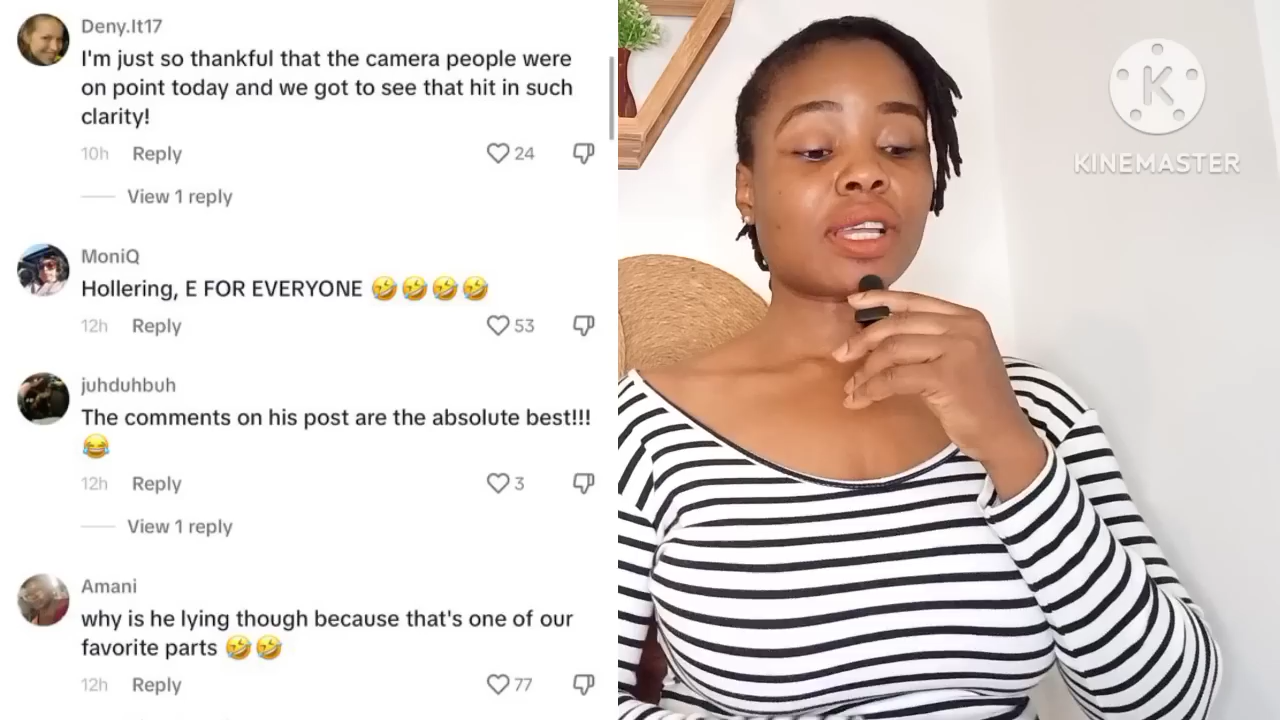 Deny.It17
I'm just so thankful that the camera people were
on point today and we got to see that hit in such
clarity!
10h Reply 24
View 1 reply
MoniQ
Hollering, E FOR EVERYONE 🤣🤣🤣🤣
12h Reply 53
juhduhbuh
The comments on his post are the absolute best!!!
😂
12h Reply 3
View 1 reply
Amani
why is he lying though because that's one of our
favorite parts 🤣🤣
12h Reply 77
K
KINEMASTER